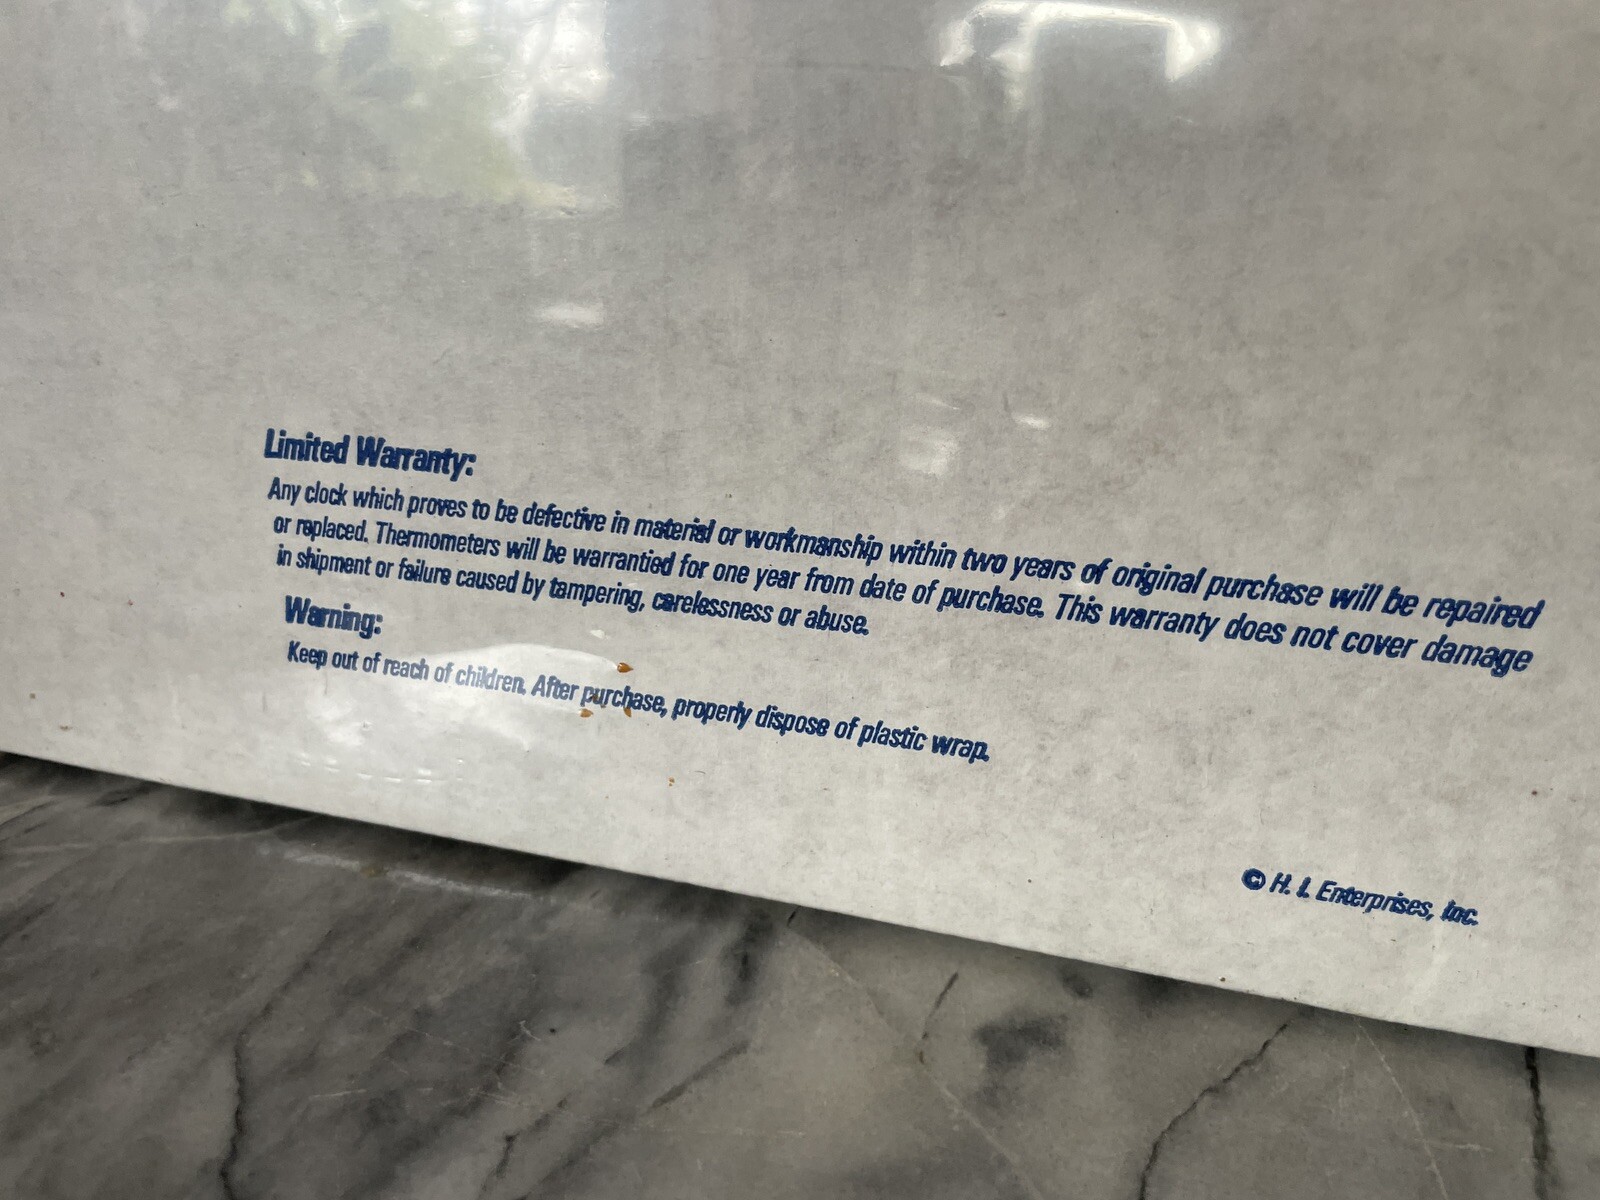 Limited Warranty:
Any clock which proves to be defective in material or workmanship within two years of original purchase will be repaired
or replaced. Thermometers will be warrantied for one year from date of purchase. This warranty does not cover damage
in shipment or failure caused by tampering, carelessness or abuse.
Warning:
Keep out of reach of children. After purchase, properly dispose of plastic wrap.
© H. I. Enterprises, Inc.